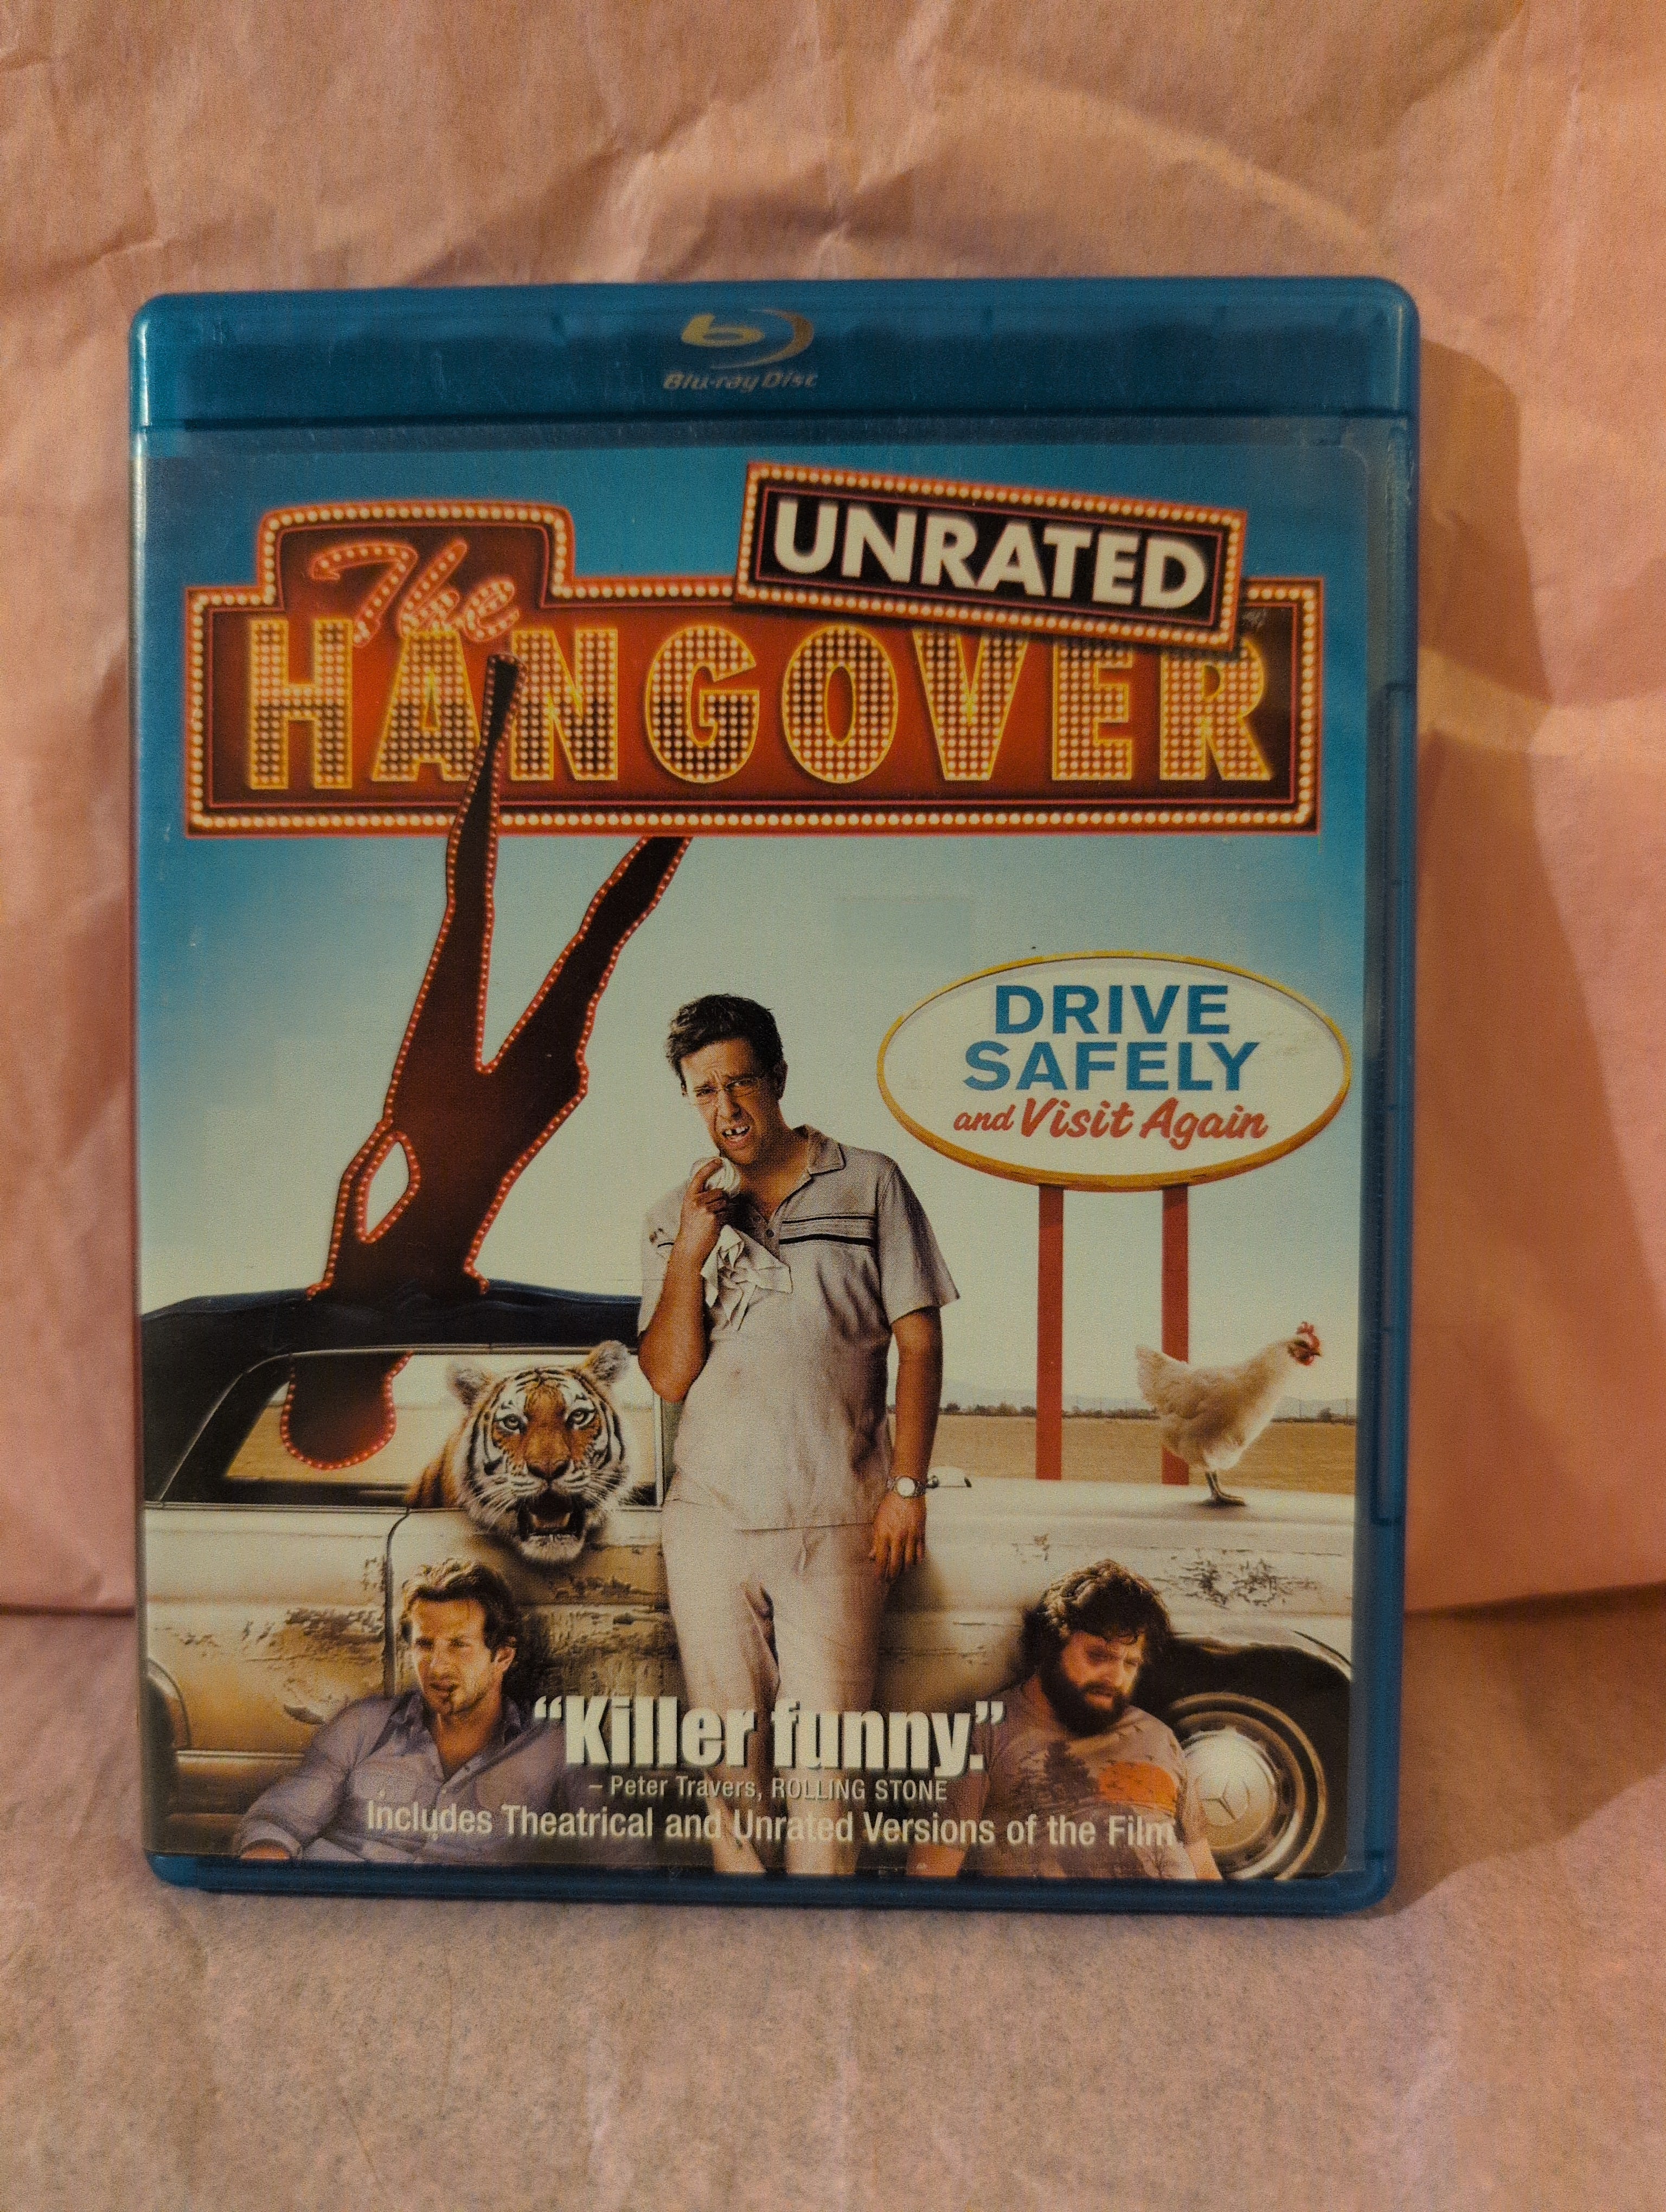 Blu-ray Disc
UNRATED
The
HANGOVER
DRIVE
SAFELY
and Visit Again
“Killer funny.”
– Peter Travers, ROLLING STONE
Includes Theatrical and Unrated Versions of the Film